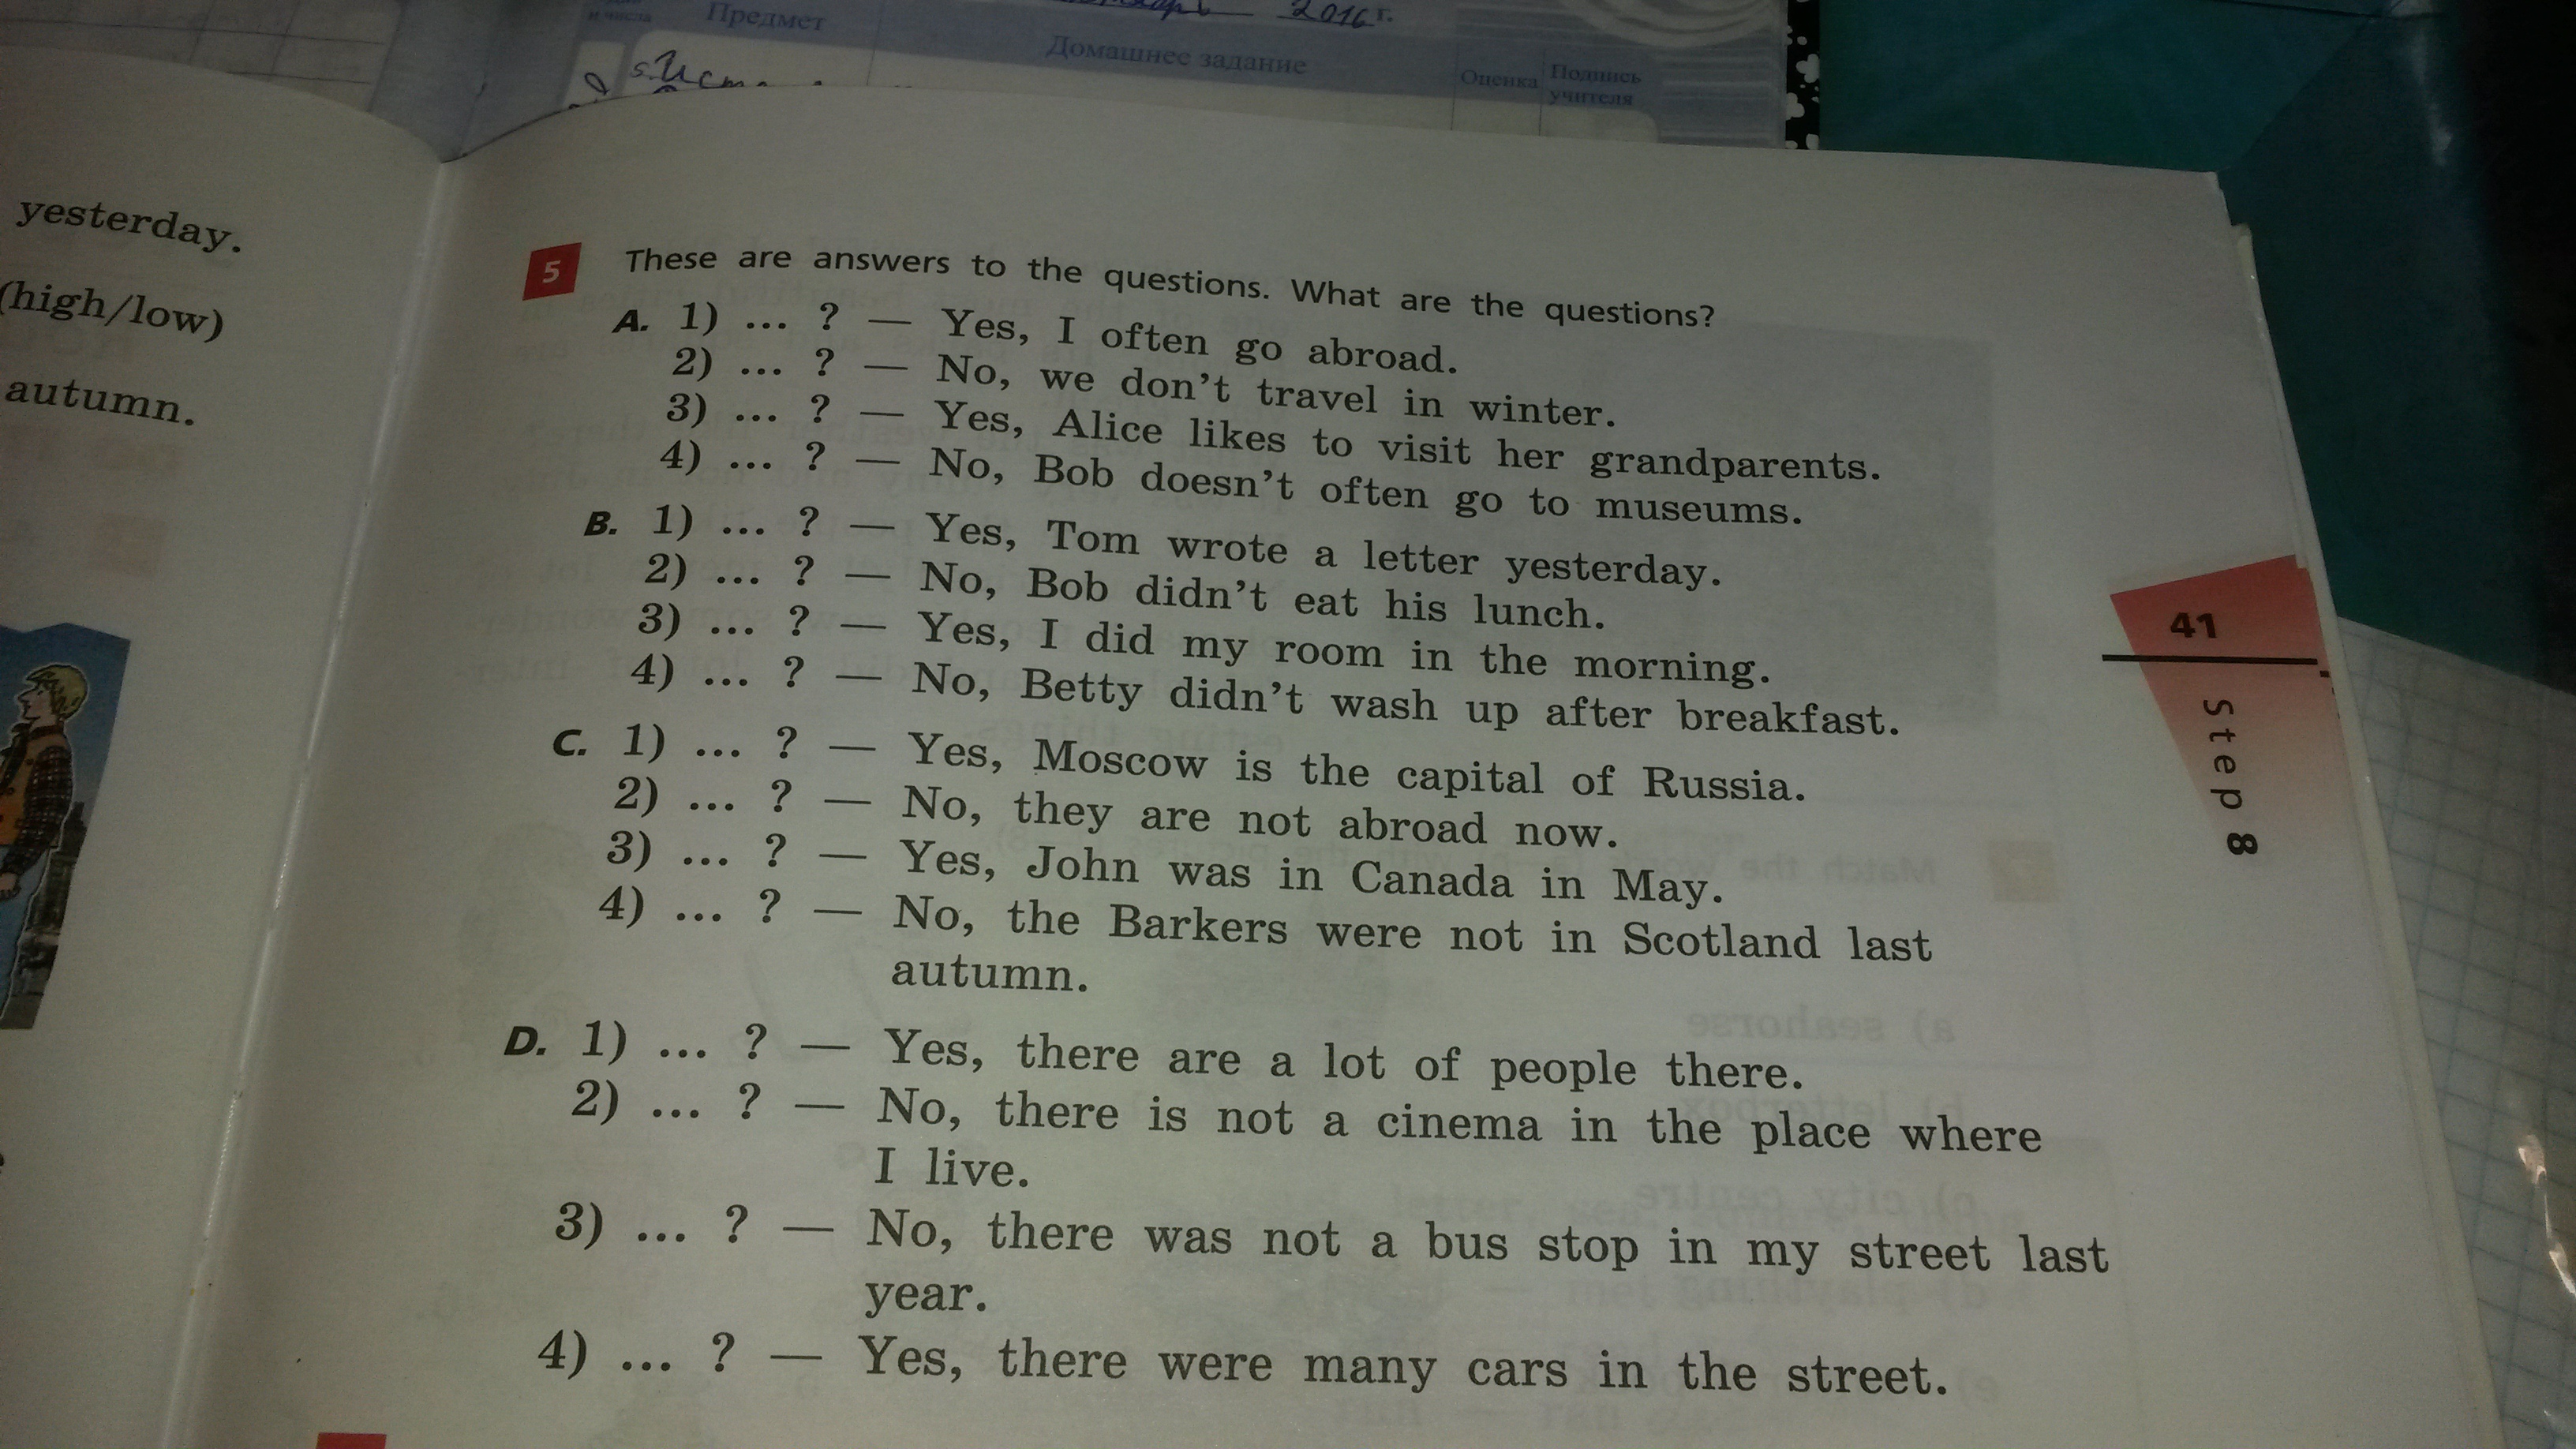 и числа Предмет 2016 г.
Домашнее задание Оценка Подпись
учителя
yesterday.
(high/low)
autumn.
5 These are answers to the questions. What are the questions?
A. 1) ... ? — Yes, I often go abroad.
2) ... ? — No, we don't travel in winter.
3) ... ? — Yes, Alice likes to visit her grandparents.
4) ... ? — No, Bob doesn't often go to museums.
B. 1) ... ? — Yes, Tom wrote a letter yesterday.
2) ... ? — No, Bob didn't eat his lunch.
3) ... ? — Yes, I did my room in the morning.
4) ... ? — No, Betty didn't wash up after breakfast.
C. 1) ... ? — Yes, Moscow is the capital of Russia.
2) ... ? — No, they are not abroad now.
3) ... ? — Yes, John was in Canada in May.
4) ... ? — No, the Barkers were not in Scotland last
autumn.
D. 1) ... ? — Yes, there are a lot of people there.
2) ... ? — No, there is not a cinema in the place where
I live.
3) ... ? — No, there was not a bus stop in my street last
year.
4) ... ? — Yes, there were many cars in the street.
41
Step 8